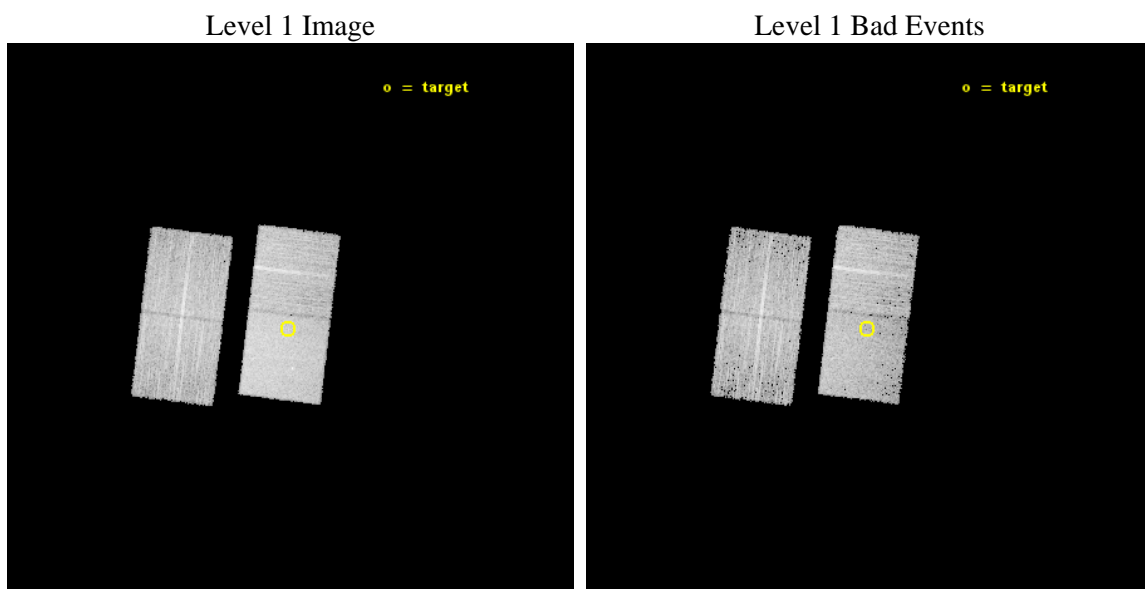 Level 1 Image
Level 1 Bad Events
o = target
o = target